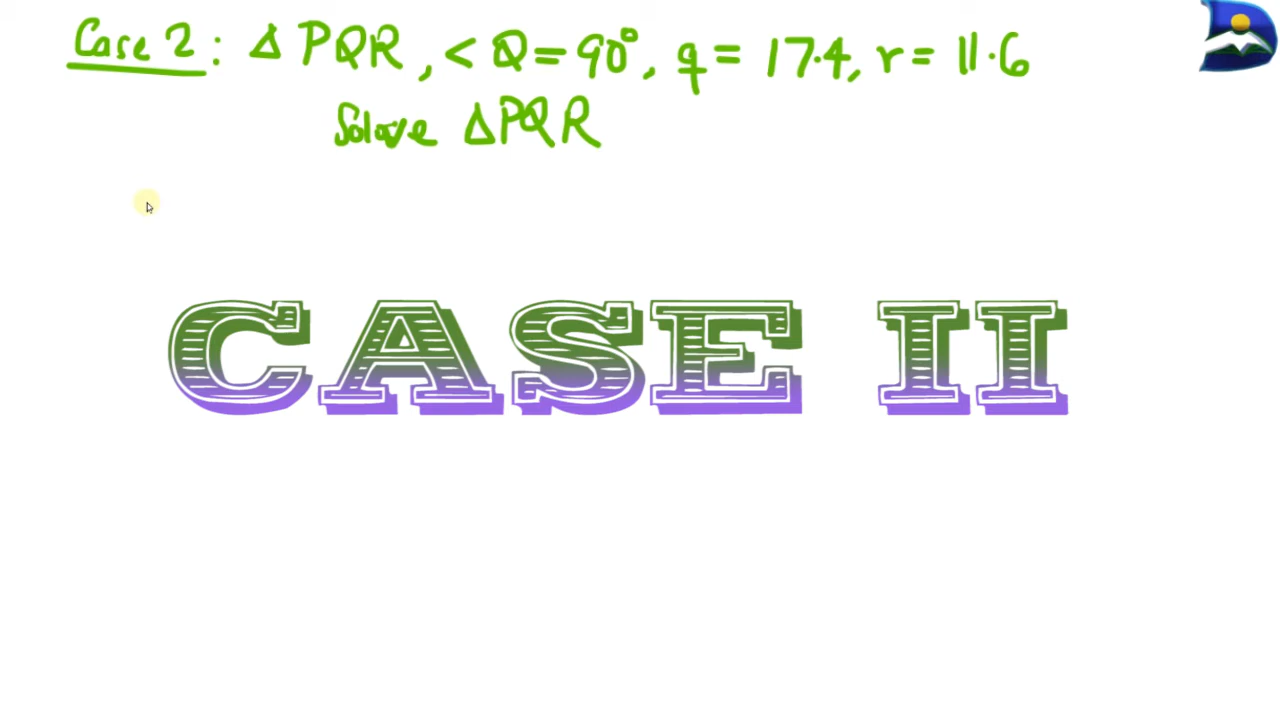 Case 2: Δ PQR, < Q = 90°, q = 17.4, r = 11.6
Solve Δ PQR
CASE II